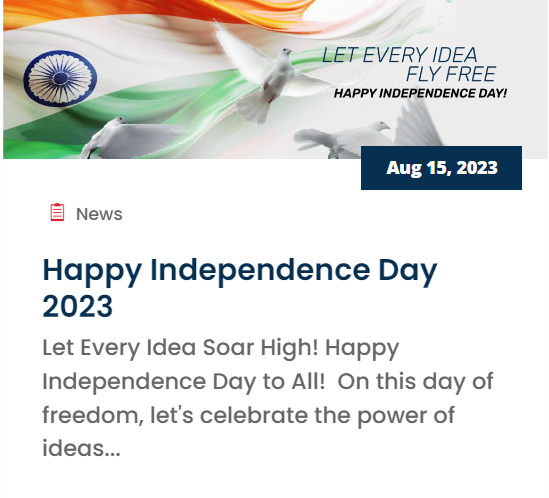 LET EVERY IDEA
FLY FREE
HAPPY INDEPENDENCE DAY!
Aug 15, 2023
News
Happy Independence Day
2023
Let Every Idea Soar High! Happy
Independence Day to All!  On this day of
freedom, let's celebrate the power of
ideas...